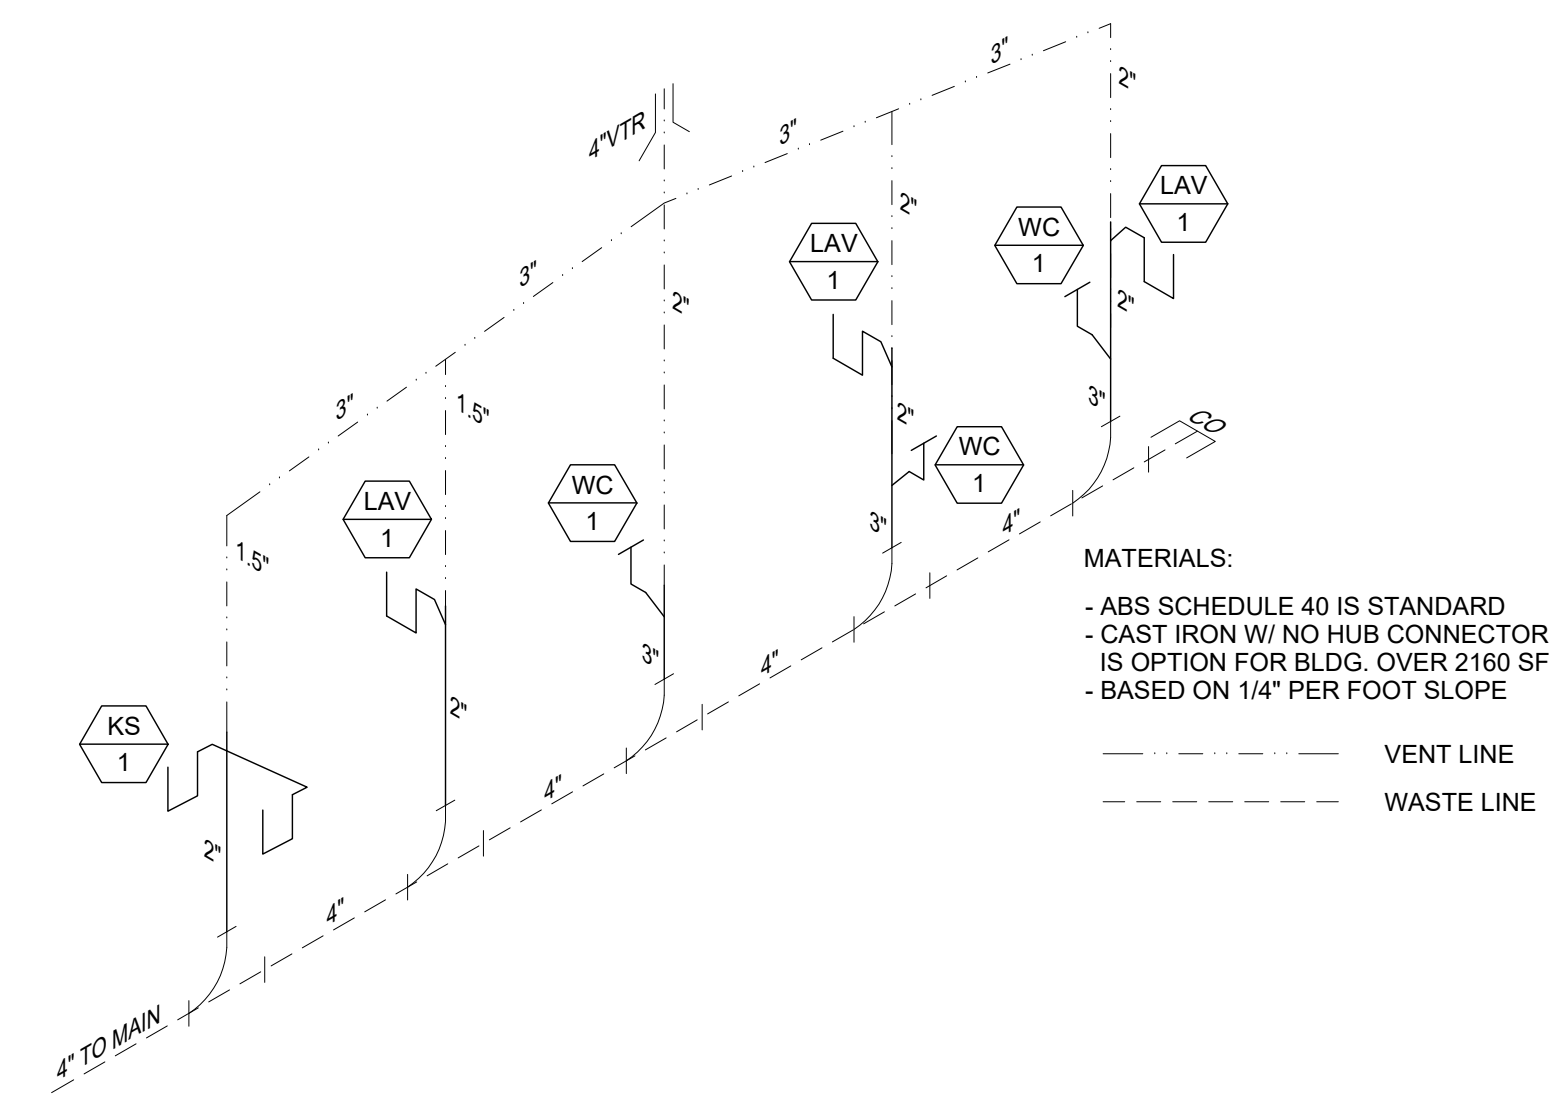 3"
2"
4"VTR
3"
LAV
1
2"
WC
1
LAV
1
3"
2"
2"
3"
1.5"
3"
2"
CO
WC
1
LAV
1
WC
1
3"
4"
1.5"
MATERIALS:
- ABS SCHEDULE 40 IS STANDARD
- CAST IRON W/ NO HUB CONNECTOR
IS OPTION FOR BLDG. OVER 2160 SF
- BASED ON 1/4" PER FOOT SLOPE
3"
4"
2"
KS
1
VENT LINE
4"
WASTE LINE
2"
4"
4" TO MAIN